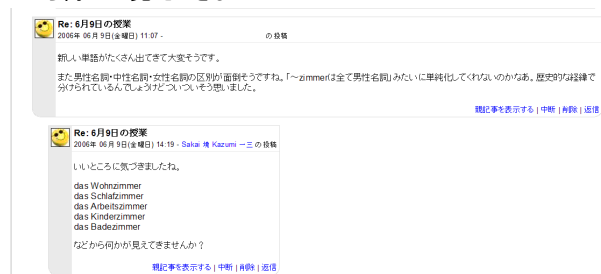 Re: 6月9日の授業
2006年 06月 9日(金曜日) 11:07 - の投稿
新しい単語がたくさん出てきて大変そうです。
また男性名詞・中性名詞・女性名詞の区別が面倒そうですね。「～zimmerは全て男性名詞」みたいに単純化してくれないのかなあ。歴史的な経緯で
分けられているんでしょうけどついついそう思いました。
親記事を表示する | 中断 | 削除 | 返信
Re: 6月9日の授業
2006年 06月 9日(金曜日) 14:19 - Sakai 境 Kazumi 一三 の投稿
いいところに気づきましたね。
das Wohnzimmer
das Schlafzimmer
das Arbeitszimmer
das Kinderzimmer
das Badezimmer
などから何かが見えてきませんか？
親記事を表示する | 中断 | 削除 | 返信